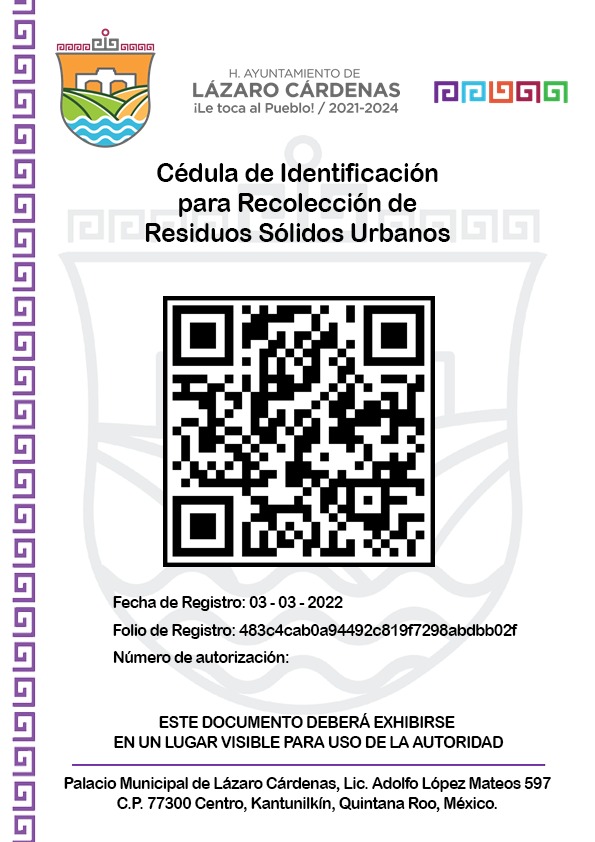 H. AYUNTAMIENTO DE
LÁZARO CÁRDENAS
¡Le toca al Pueblo! / 2021-2024
Cédula de Identificación
para Recolección de
Residuos Sólidos Urbanos
Fecha de Registro: 03 - 03 - 2022
Folio de Registro: 483c4cab0a94492c819f7298abdbb02f
Número de autorización:
ESTE DOCUMENTO DEBERÁ EXHIBIRSE
EN UN LUGAR VISIBLE PARA USO DE LA AUTORIDAD
Palacio Municipal de Lázaro Cárdenas, Lic. Adolfo López Mateos 597
C.P. 77300 Centro, Kantunilkín, Quintana Roo, México.